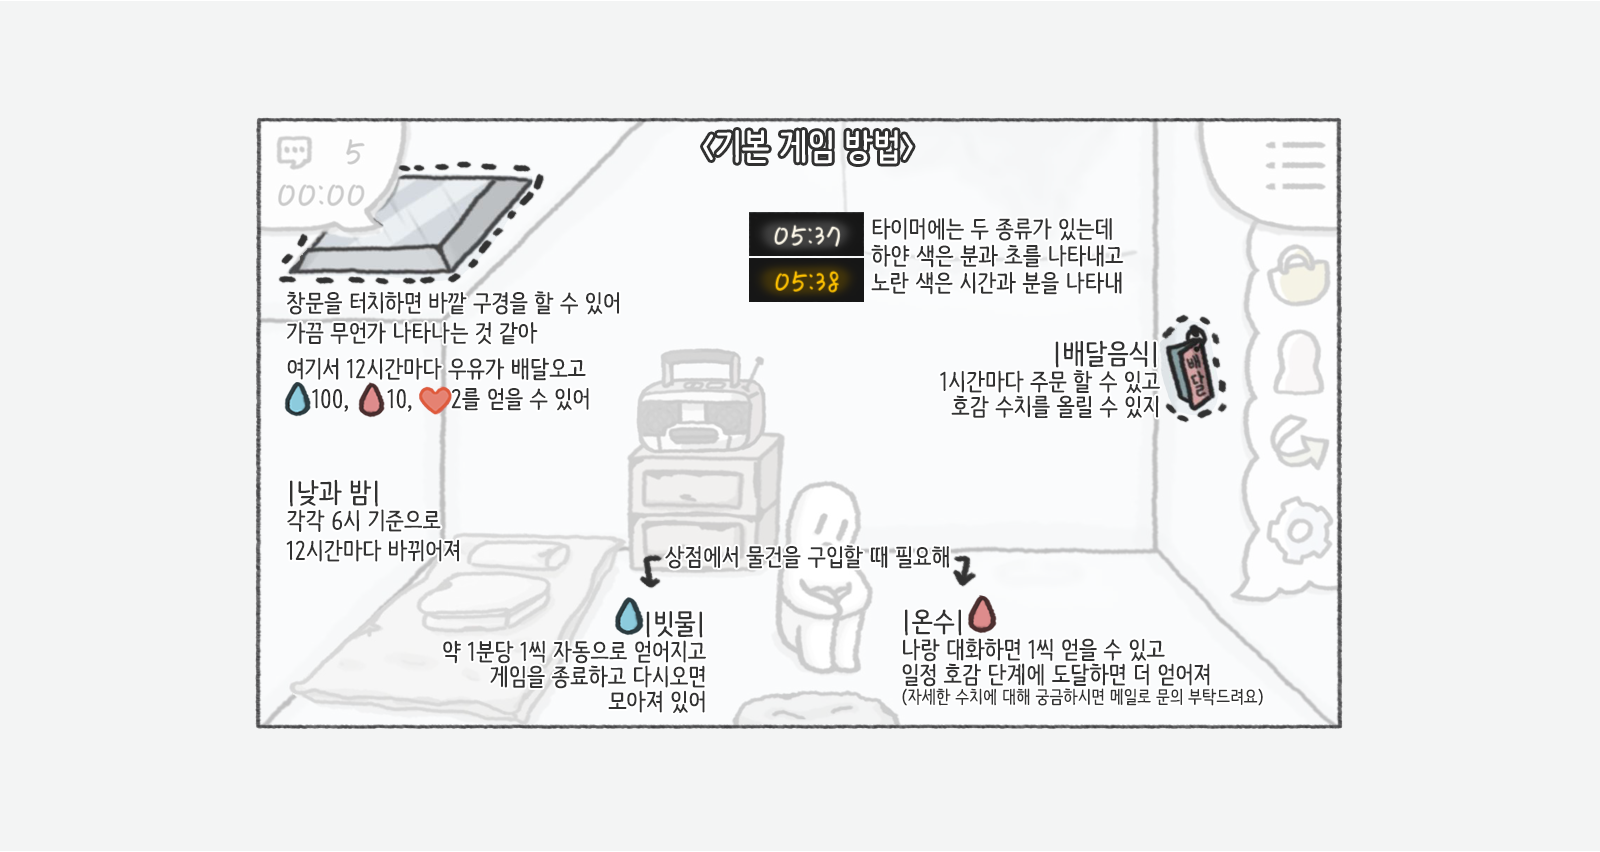 <기본 게임 방법>
5
00:00
05:37
05:38
타이머에는 두 종류가 있는데
하얀 색은 분과 초를 나타내고
노란 색은 시간과 분을 나타내
창문을 터치하면 바깥 구경을 할 수 있어
가끔 무언가 나타나는 것 같아
여기서 12시간마다 우유가 배달오고
100, 10, 2를 얻을 수 있어
|배달음식|
1시간마다 주문 할 수 있고
호감 수치를 올릴 수 있지
배달
|낮과 밤|
각각 6시 기준으로
12시간마다 바뀌어져
상점에서 물건을 구입할 때 필요해
|빗물|
약 1분당 1씩 자동으로 얻어지고
게임을 종료하고 다시오면
모아져 있어
|온수|
나랑 대화하면 1씩 얻을 수 있고
일정 호감 단계에 도달하면 더 얻어져
(자세한 수치에 대해 궁금하시면 메일로 문의 부탁드려요)